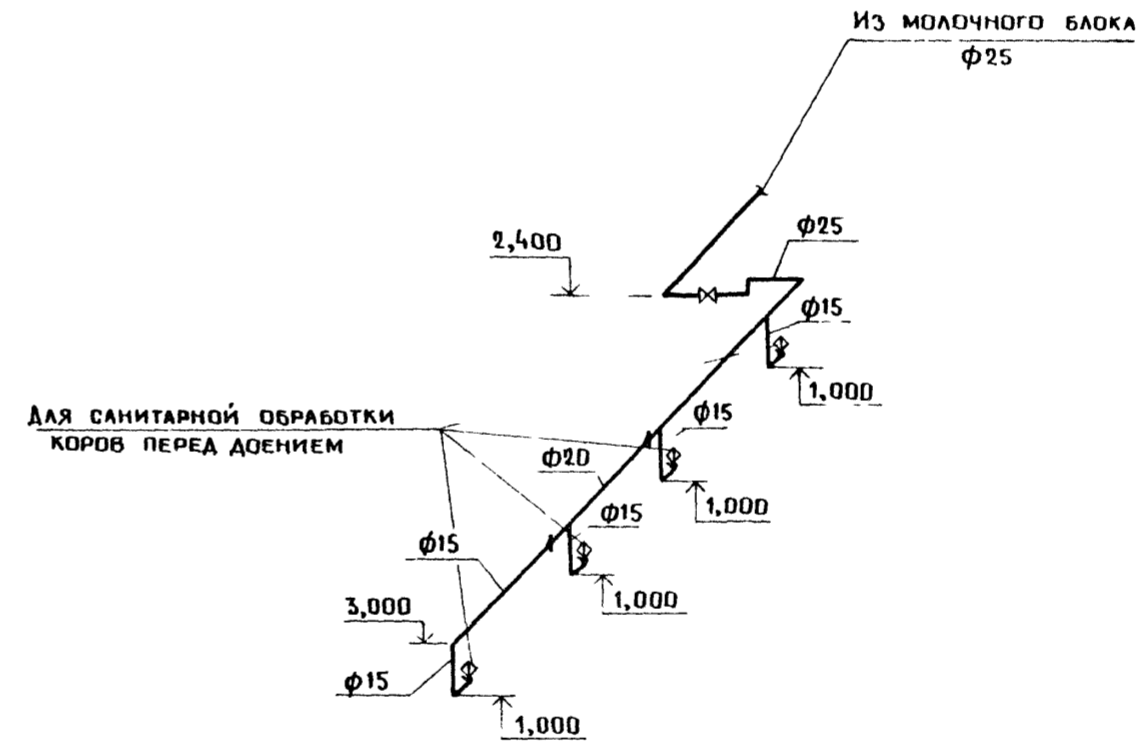 Из молочного блока
ф25
ф25
2,400
ф15
1,000
Для санитарной обработки
коров перед доением
ф15
ф20
1,000
ф15
ф15
1,000
3,000
ф15
1,000